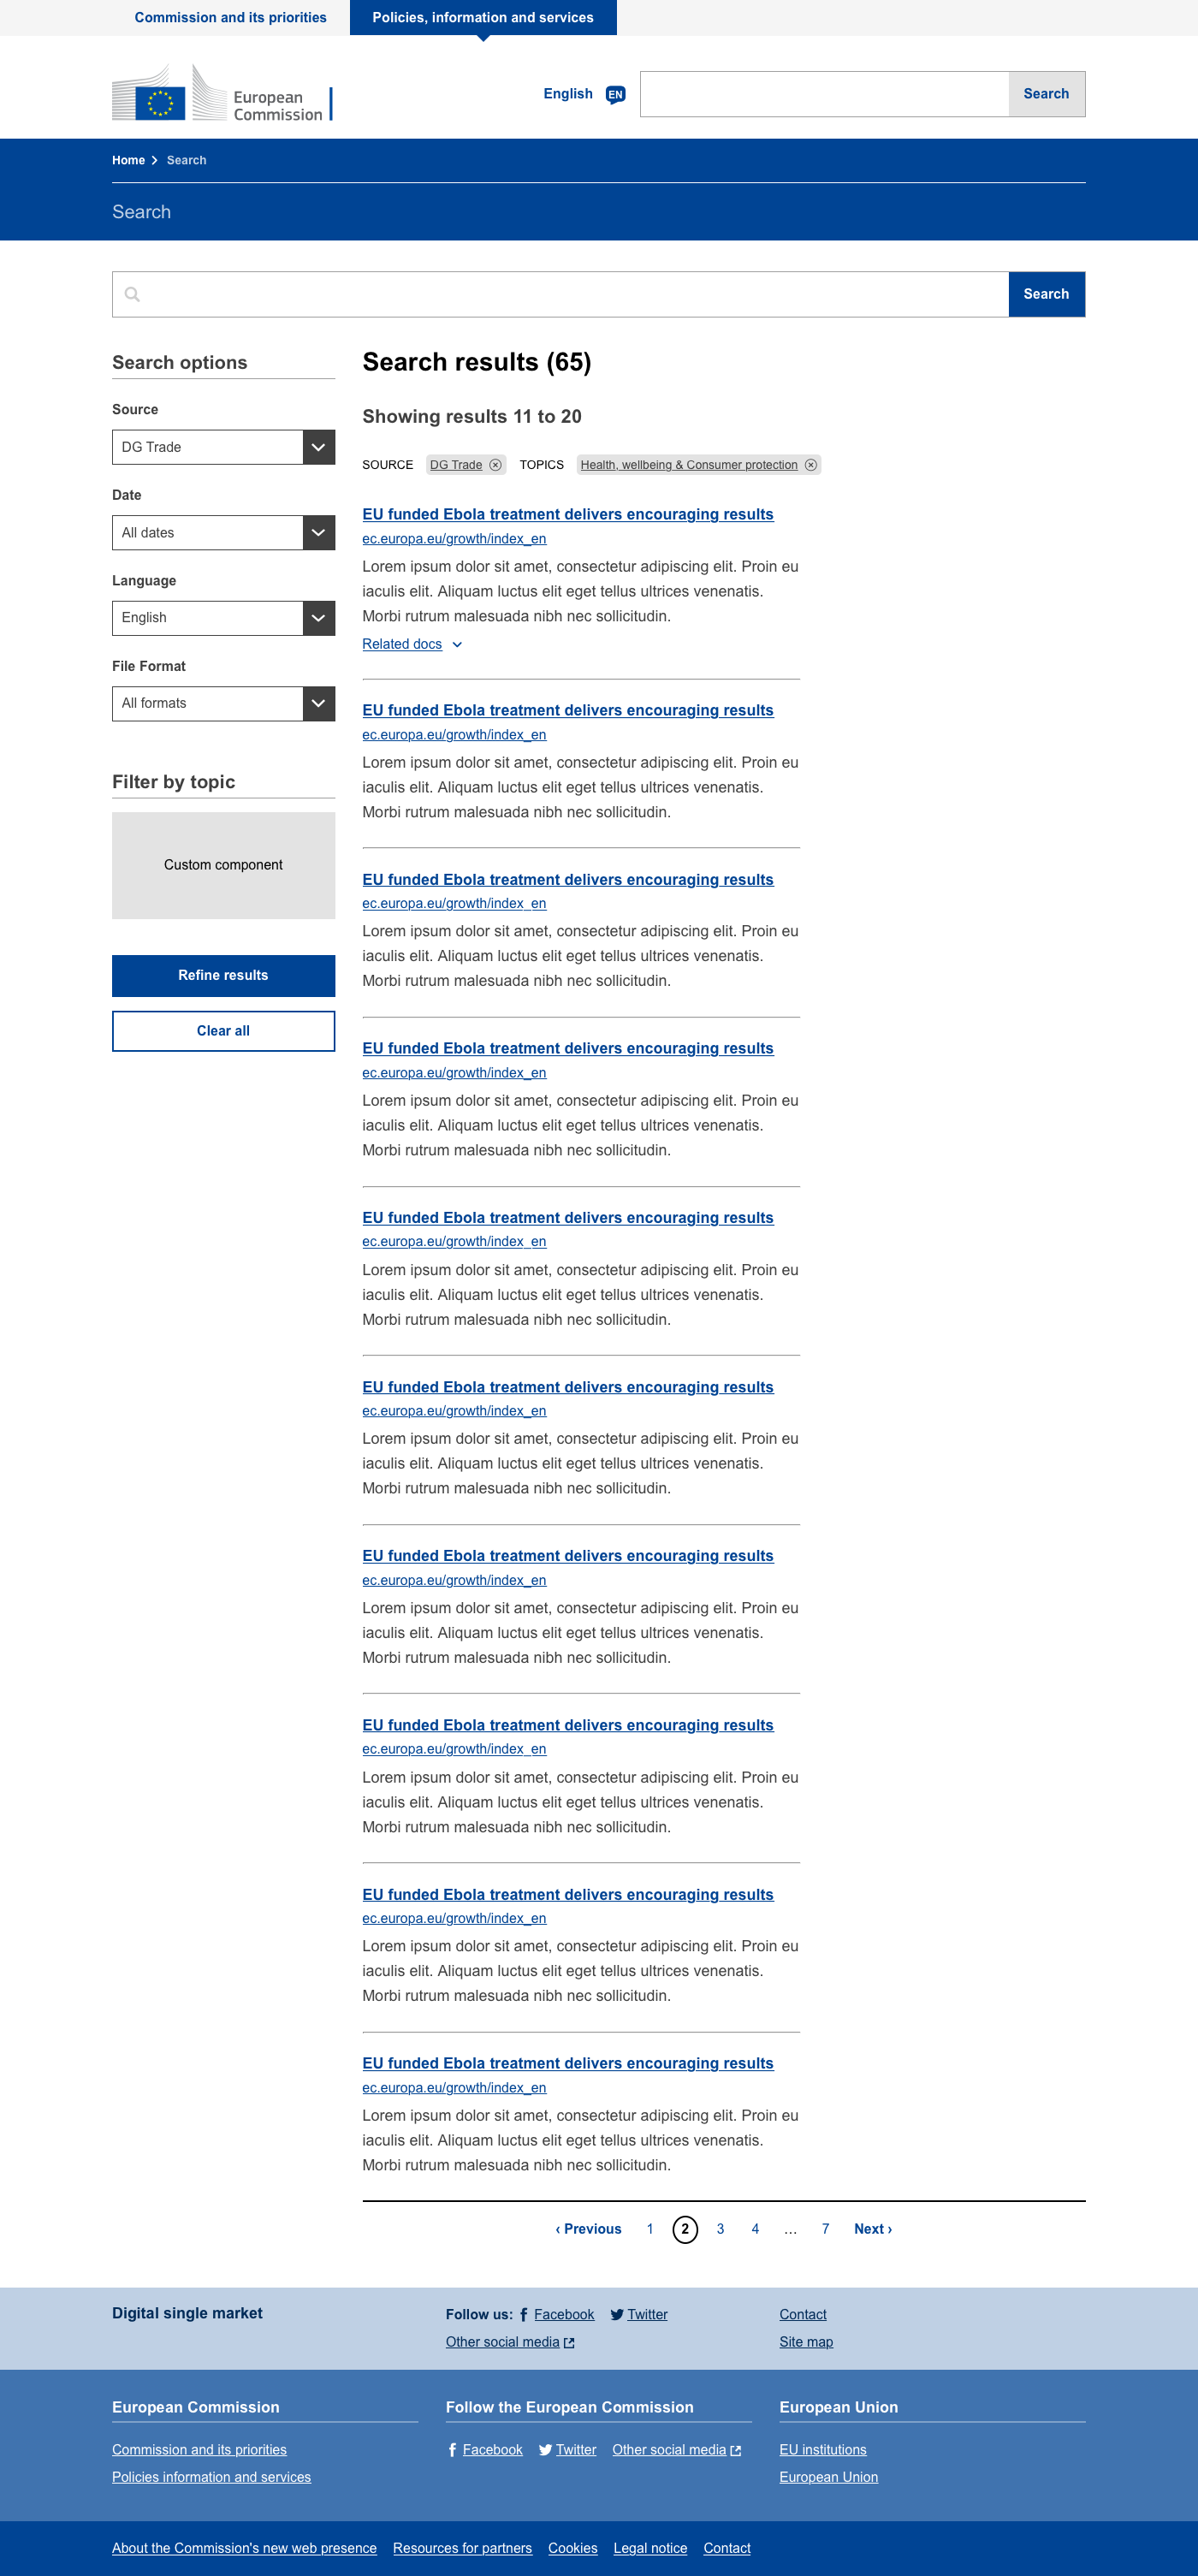 Commission and its priorities
Policies, information and services
European
Commission
English
EN
Search
Home
Search
Search
Search
Search options
Source
DG Trade
Date
All dates
Language
English
File Format
All formats
Filter by topic
Custom component
Refine results
Clear all
Search results (65)
Showing results 11 to 20
SOURCE DG Trade TOPICS Health, wellbeing & Consumer protection
EU funded Ebola treatment delivers encouraging results
ec.europa.eu/growth/index_en
Lorem ipsum dolor sit amet, consectetur adipiscing elit. Proin eu
iaculis elit. Aliquam luctus elit eget tellus ultrices venenatis.
Morbi rutrum malesuada nibh nec sollicitudin.
Related docs
EU funded Ebola treatment delivers encouraging results
ec.europa.eu/growth/index_en
Lorem ipsum dolor sit amet, consectetur adipiscing elit. Proin eu
iaculis elit. Aliquam luctus elit eget tellus ultrices venenatis.
Morbi rutrum malesuada nibh nec sollicitudin.
EU funded Ebola treatment delivers encouraging results
ec.europa.eu/growth/index_en
Lorem ipsum dolor sit amet, consectetur adipiscing elit. Proin eu
iaculis elit. Aliquam luctus elit eget tellus ultrices venenatis.
Morbi rutrum malesuada nibh nec sollicitudin.
EU funded Ebola treatment delivers encouraging results
ec.europa.eu/growth/index_en
Lorem ipsum dolor sit amet, consectetur adipiscing elit. Proin eu
iaculis elit. Aliquam luctus elit eget tellus ultrices venenatis.
Morbi rutrum malesuada nibh nec sollicitudin.
EU funded Ebola treatment delivers encouraging results
ec.europa.eu/growth/index_en
Lorem ipsum dolor sit amet, consectetur adipiscing elit. Proin eu
iaculis elit. Aliquam luctus elit eget tellus ultrices venenatis.
Morbi rutrum malesuada nibh nec sollicitudin.
EU funded Ebola treatment delivers encouraging results
ec.europa.eu/growth/index_en
Lorem ipsum dolor sit amet, consectetur adipiscing elit. Proin eu
iaculis elit. Aliquam luctus elit eget tellus ultrices venenatis.
Morbi rutrum malesuada nibh nec sollicitudin.
EU funded Ebola treatment delivers encouraging results
ec.europa.eu/growth/index_en
Lorem ipsum dolor sit amet, consectetur adipiscing elit. Proin eu
iaculis elit. Aliquam luctus elit eget tellus ultrices venenatis.
Morbi rutrum malesuada nibh nec sollicitudin.
EU funded Ebola treatment delivers encouraging results
ec.europa.eu/growth/index_en
Lorem ipsum dolor sit amet, consectetur adipiscing elit. Proin eu
iaculis elit. Aliquam luctus elit eget tellus ultrices venenatis.
Morbi rutrum malesuada nibh nec sollicitudin.
EU funded Ebola treatment delivers encouraging results
ec.europa.eu/growth/index_en
Lorem ipsum dolor sit amet, consectetur adipiscing elit. Proin eu
iaculis elit. Aliquam luctus elit eget tellus ultrices venenatis.
Morbi rutrum malesuada nibh nec sollicitudin.
EU funded Ebola treatment delivers encouraging results
ec.europa.eu/growth/index_en
Lorem ipsum dolor sit amet, consectetur adipiscing elit. Proin eu
iaculis elit. Aliquam luctus elit eget tellus ultrices venenatis.
Morbi rutrum malesuada nibh nec sollicitudin.
‹ Previous 1 2 3 4 … 7 Next ›
Digital single market
Follow us: Facebook Twitter
Other social media
Contact
Site map
European Commission
Commission and its priorities
Policies information and services
Follow the European Commission
Facebook Twitter Other social media
European Union
EU institutions
European Union
About the Commission's new web presence Resources for partners Cookies Legal notice Contact